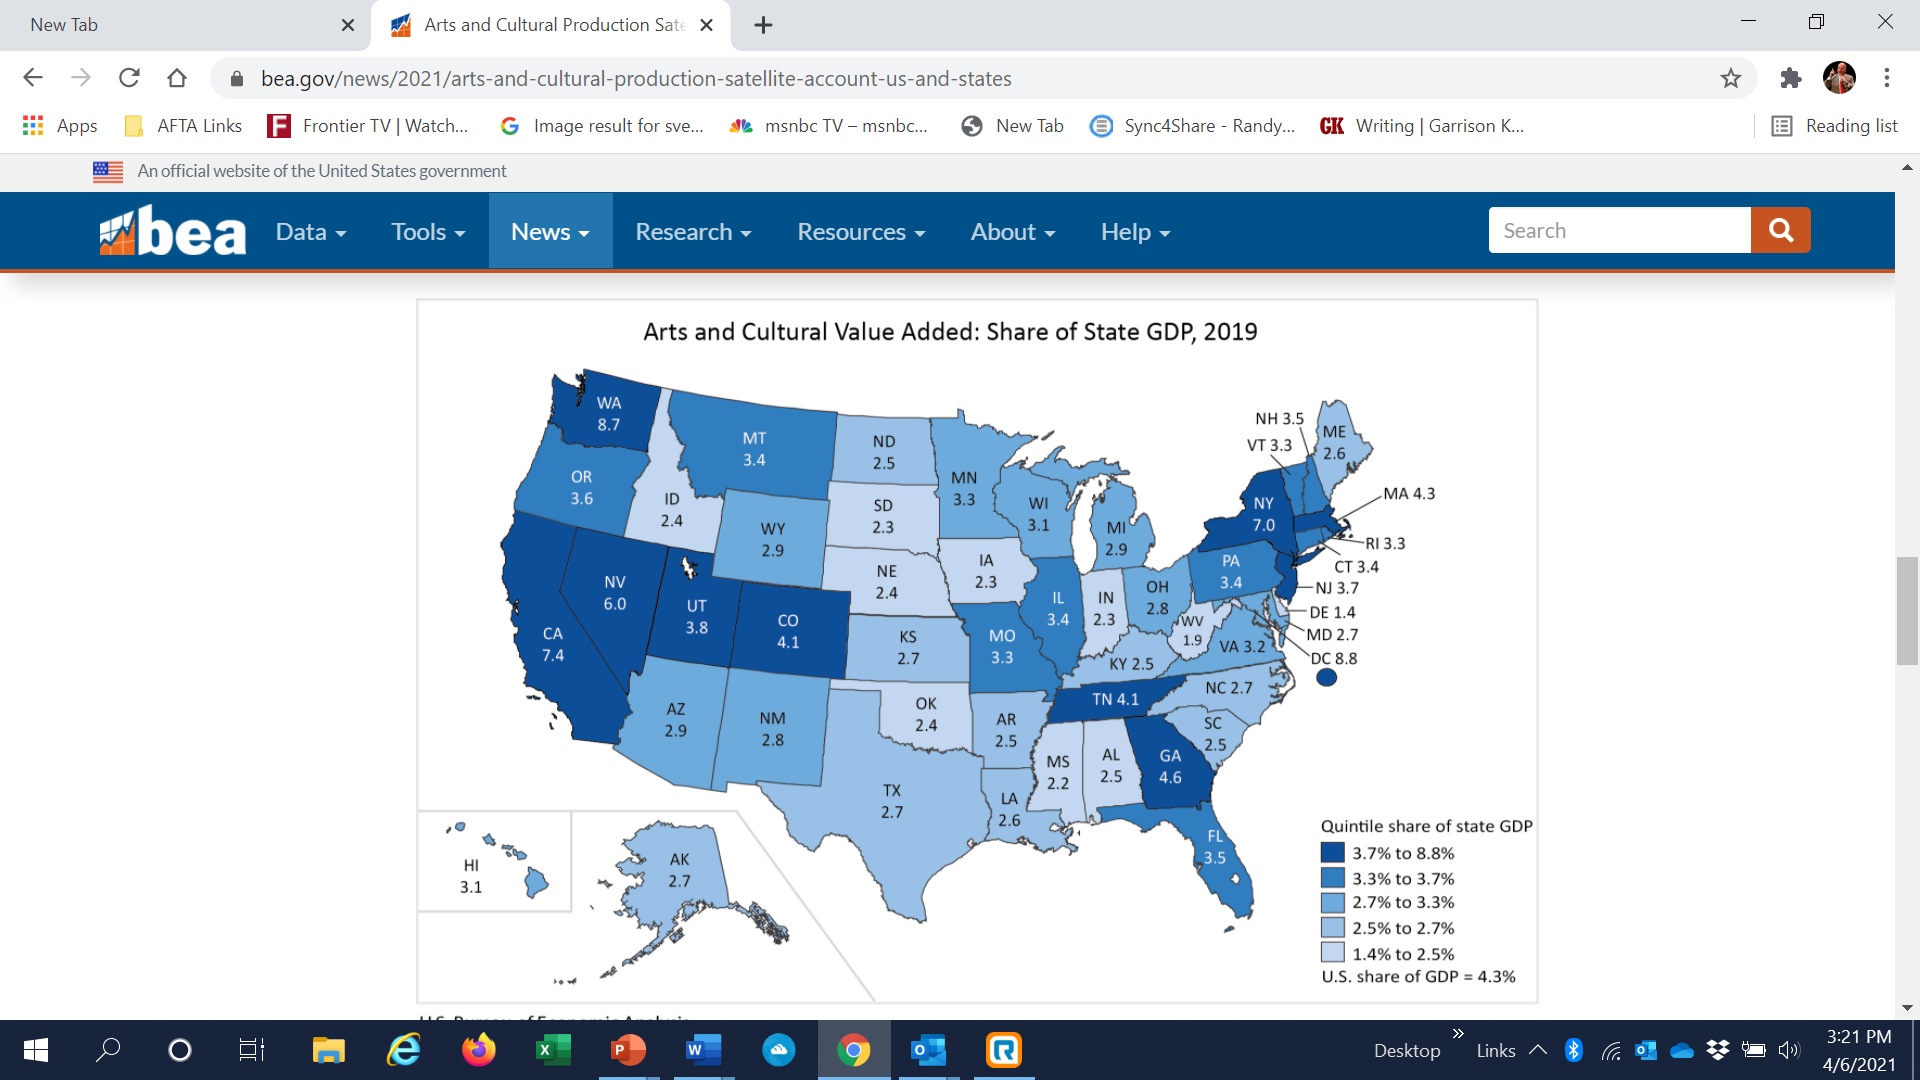 New Tab
Arts and Cultural Production Sate
bea.gov/news/2021/arts-and-cultural-production-satellite-account-us-and-states
Apps AFTA Links Frontier TV | Watch... Image result for sve... msnbc TV – msnbc... New Tab Sync4Share - Randy... GK Writing | Garrison K... Reading list
An official website of the United States government
bea Data Tools News Research Resources About Help Search
Arts and Cultural Value Added: Share of State GDP, 2019
WA
8.7
OR
3.6
CA
7.4
NV
6.0
ID
2.4
MT
3.4
WY
2.9
UT
3.8
CO
4.1
AZ
2.9
NM
2.8
ND
2.5
SD
2.3
NE
2.4
KS
2.7
OK
2.4
TX
2.7
MN
3.3
IA
2.3
MO
3.3
AR
2.5
LA
2.6
WI
3.1
IL
3.4
MI
2.9
IN
2.3
OH
2.8
KY 2.5
TN 4.1
MS
2.2
AL
2.5
GA
4.6
FL
3.5
SC
2.5
NC 2.7
VA 3.2
WV
1.9
PA
3.4
NY
7.0
NH 3.5
VT 3.3
ME
2.6
MA 4.3
RI 3.3
CT 3.4
NJ 3.7
DE 1.4
MD 2.7
DC 8.8
HI
3.1
AK
2.7
Quintile share of state GDP
3.7% to 8.8%
3.3% to 3.7%
2.7% to 3.3%
2.5% to 2.7%
1.4% to 2.5%
U.S. share of GDP = 4.3%
U.S. Bureau of Economic Analysis
Desktop Links 3:21 PM
4/6/2021